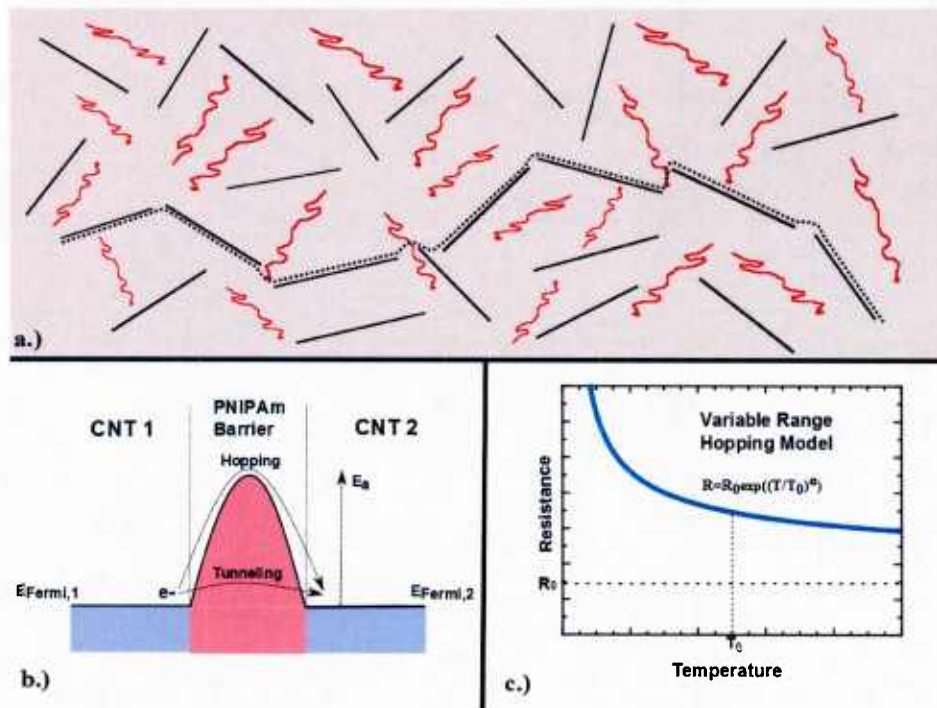 a.)
CNT 1
PNIPAm
Barrier
CNT 2
Hopping
Ea
Tunneling
EFermi,1
e-
EFermi,2
b.)
Variable Range
Hopping Model
R=R0exp((T/T0)α)
Resistance
R0
T0
Temperature
c.)